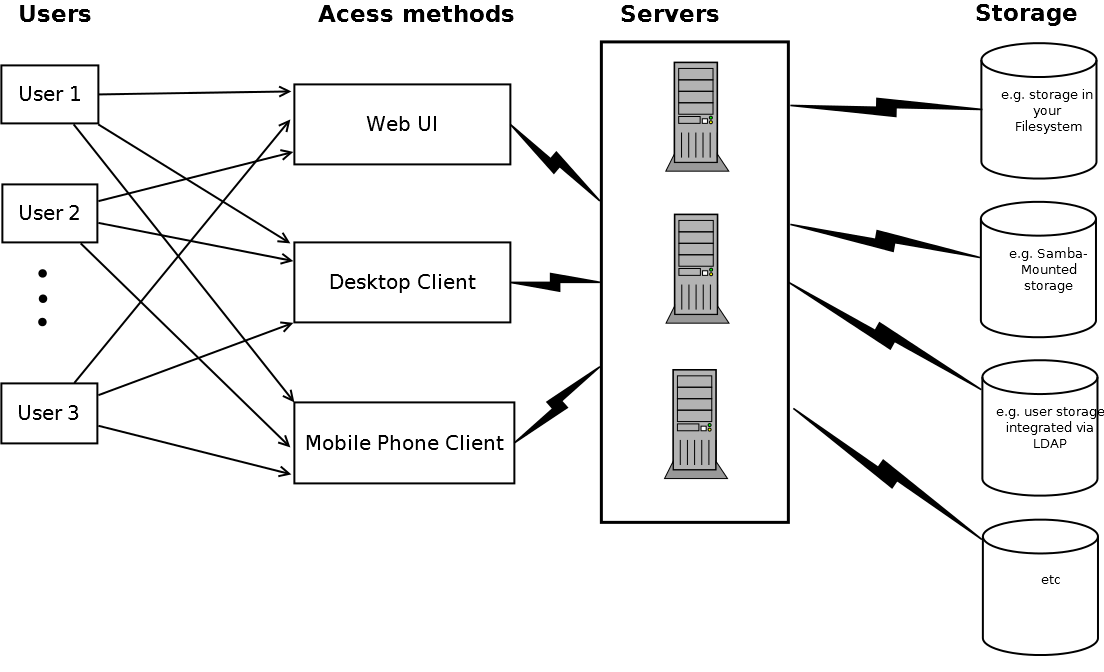 Users
Acess methods
Servers
Storage
User 1
User 2
User 3
Web UI
Desktop Client
Mobile Phone Client
e.g. storage in
your
Filesystem
e.g. Samba-
Mounted
storage
e.g. user storage
integrated via
LDAP
etc